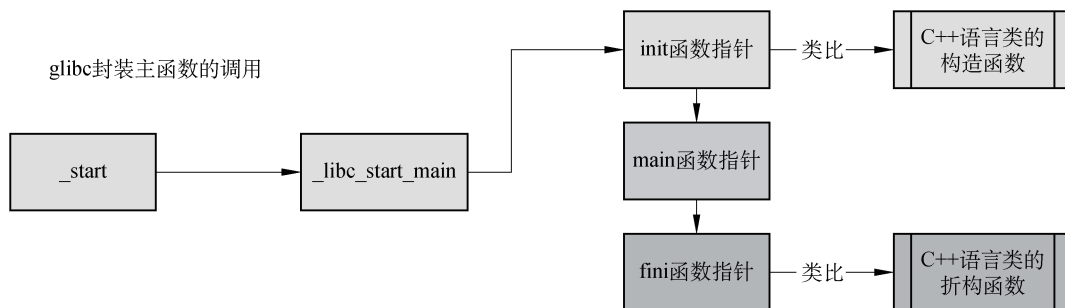 glibc封装主函数的调用
_start
_libc_start_main
init函数指针
类比
C++语言类的
构造函数
main函数指针
fini函数指针
类比
C++语言类的
折构函数